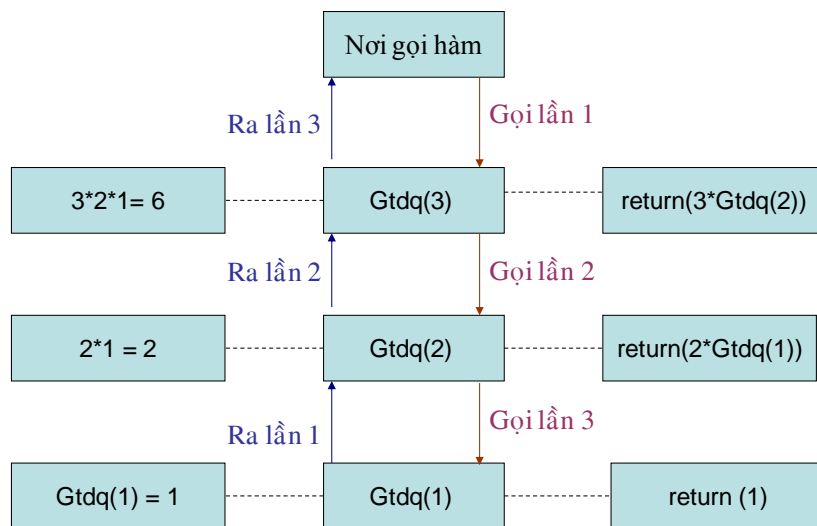 Nơi gọi hàm
Ra lần 3
Gọi lần 1
3*2*1= 6
Gtdq(3)
return(3*Gtdq(2))
Ra lần 2
Gọi lần 2
2*1 = 2
Gtdq(2)
return(2*Gtdq(1))
Ra lần 1
Gọi lần 3
Gtdq(1) = 1
Gtdq(1)
return (1)